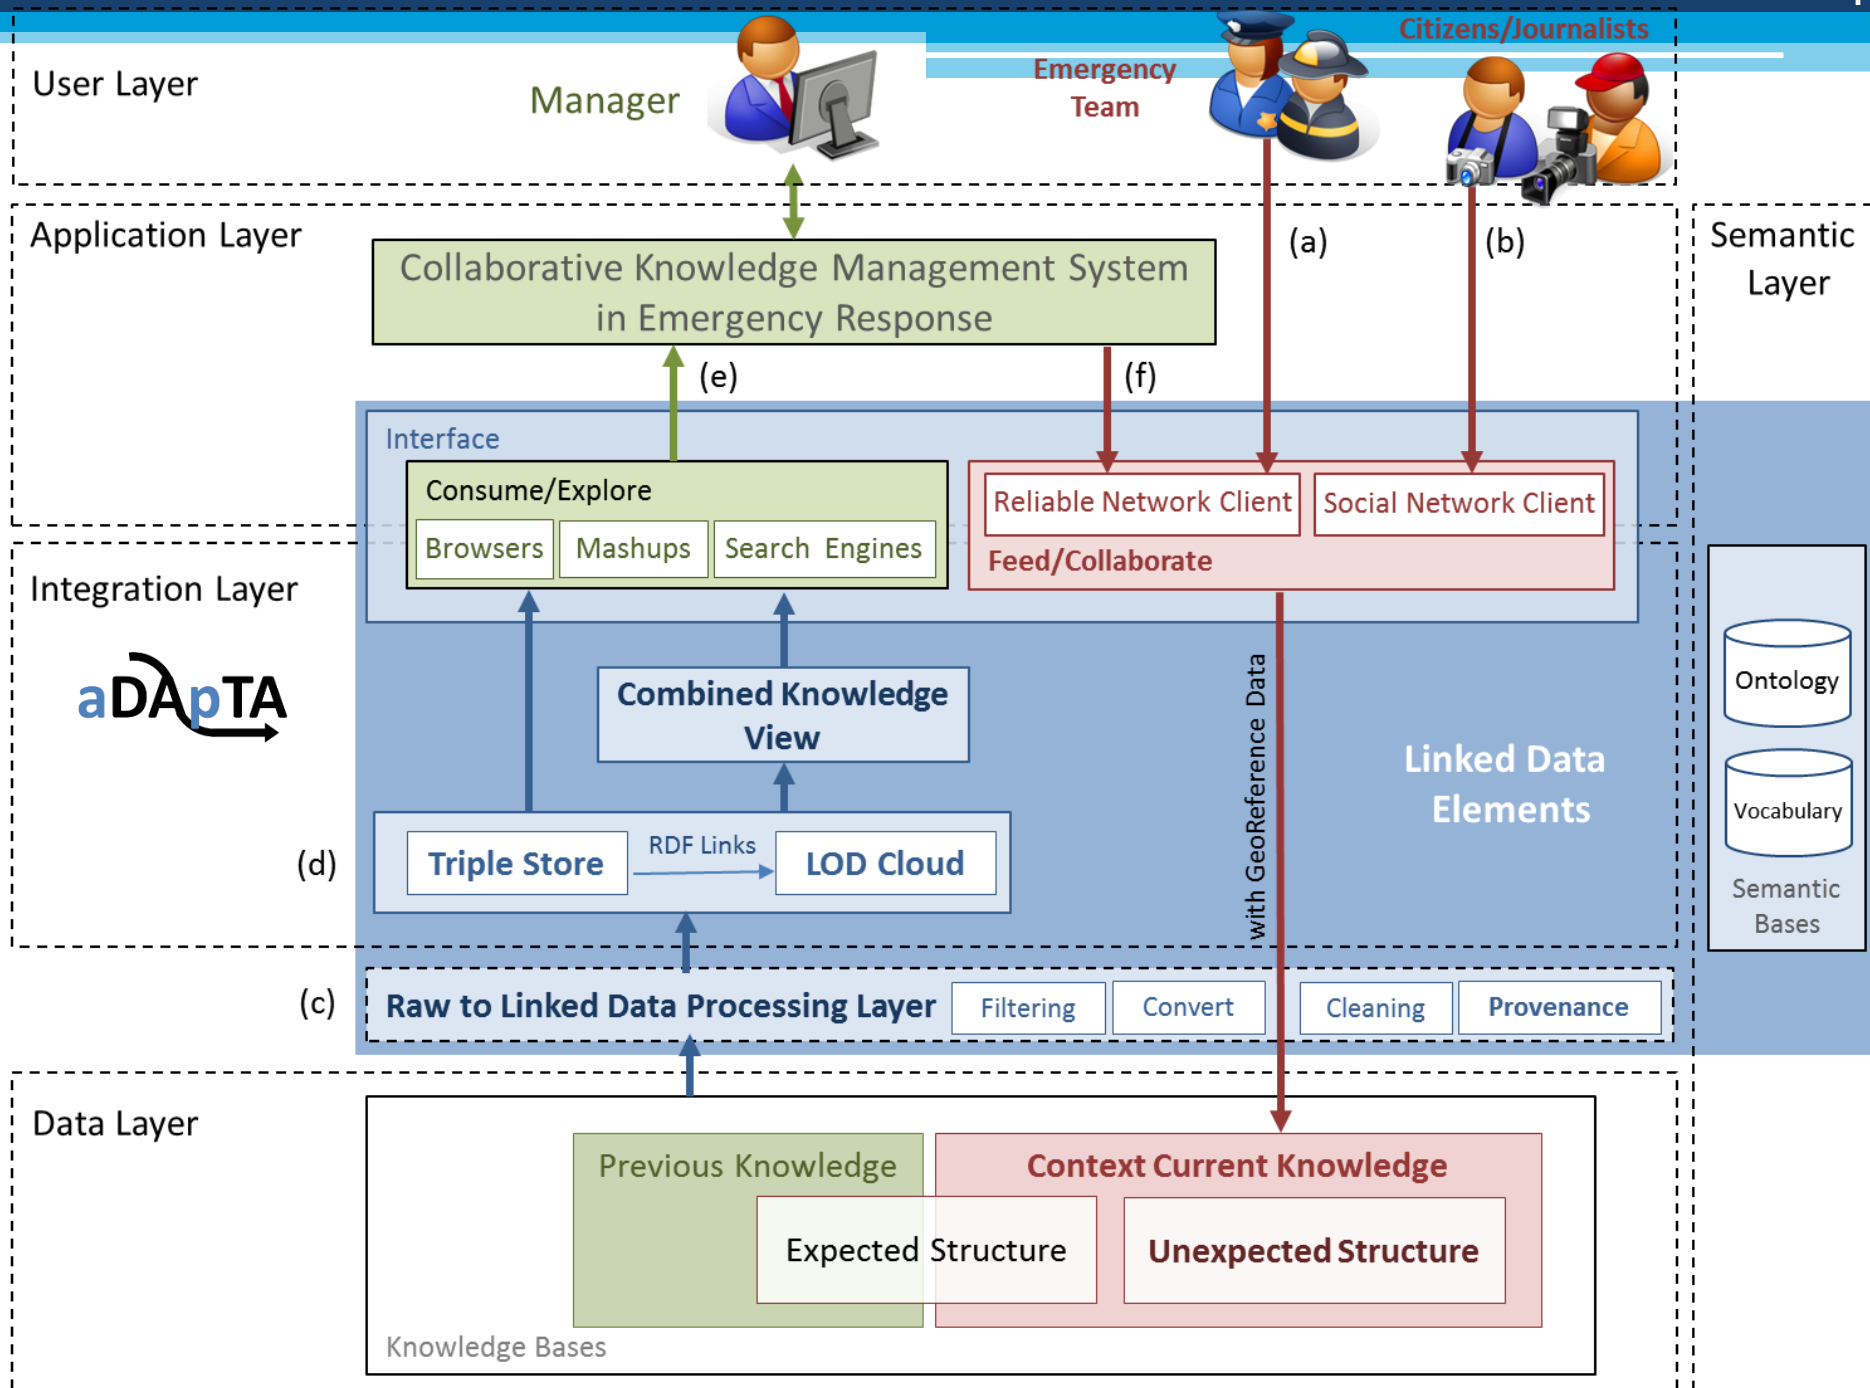 User Layer
Manager
Emergency
Team
Citizens/Journalists
Application Layer
Collaborative Knowledge Management System
in Emergency Response
(a)
(b)
Semantic
Layer
(e)
(f)
Interface
Consume/Explore
Browsers
Mashups
Search Engines
Reliable Network Client
Social Network Client
Feed/Collaborate
Integration Layer
aDApTA
Combined Knowledge
View
with GeoReference Data
Linked Data
Elements
Ontology
Vocabulary
Semantic
Bases
(d)
Triple Store
RDF Links
LOD Cloud
(c)
Raw to Linked Data Processing Layer
Filtering
Convert
Cleaning
Provenance
Data Layer
Previous Knowledge
Context Current Knowledge
Expected Structure
Unexpected Structure
Knowledge Bases